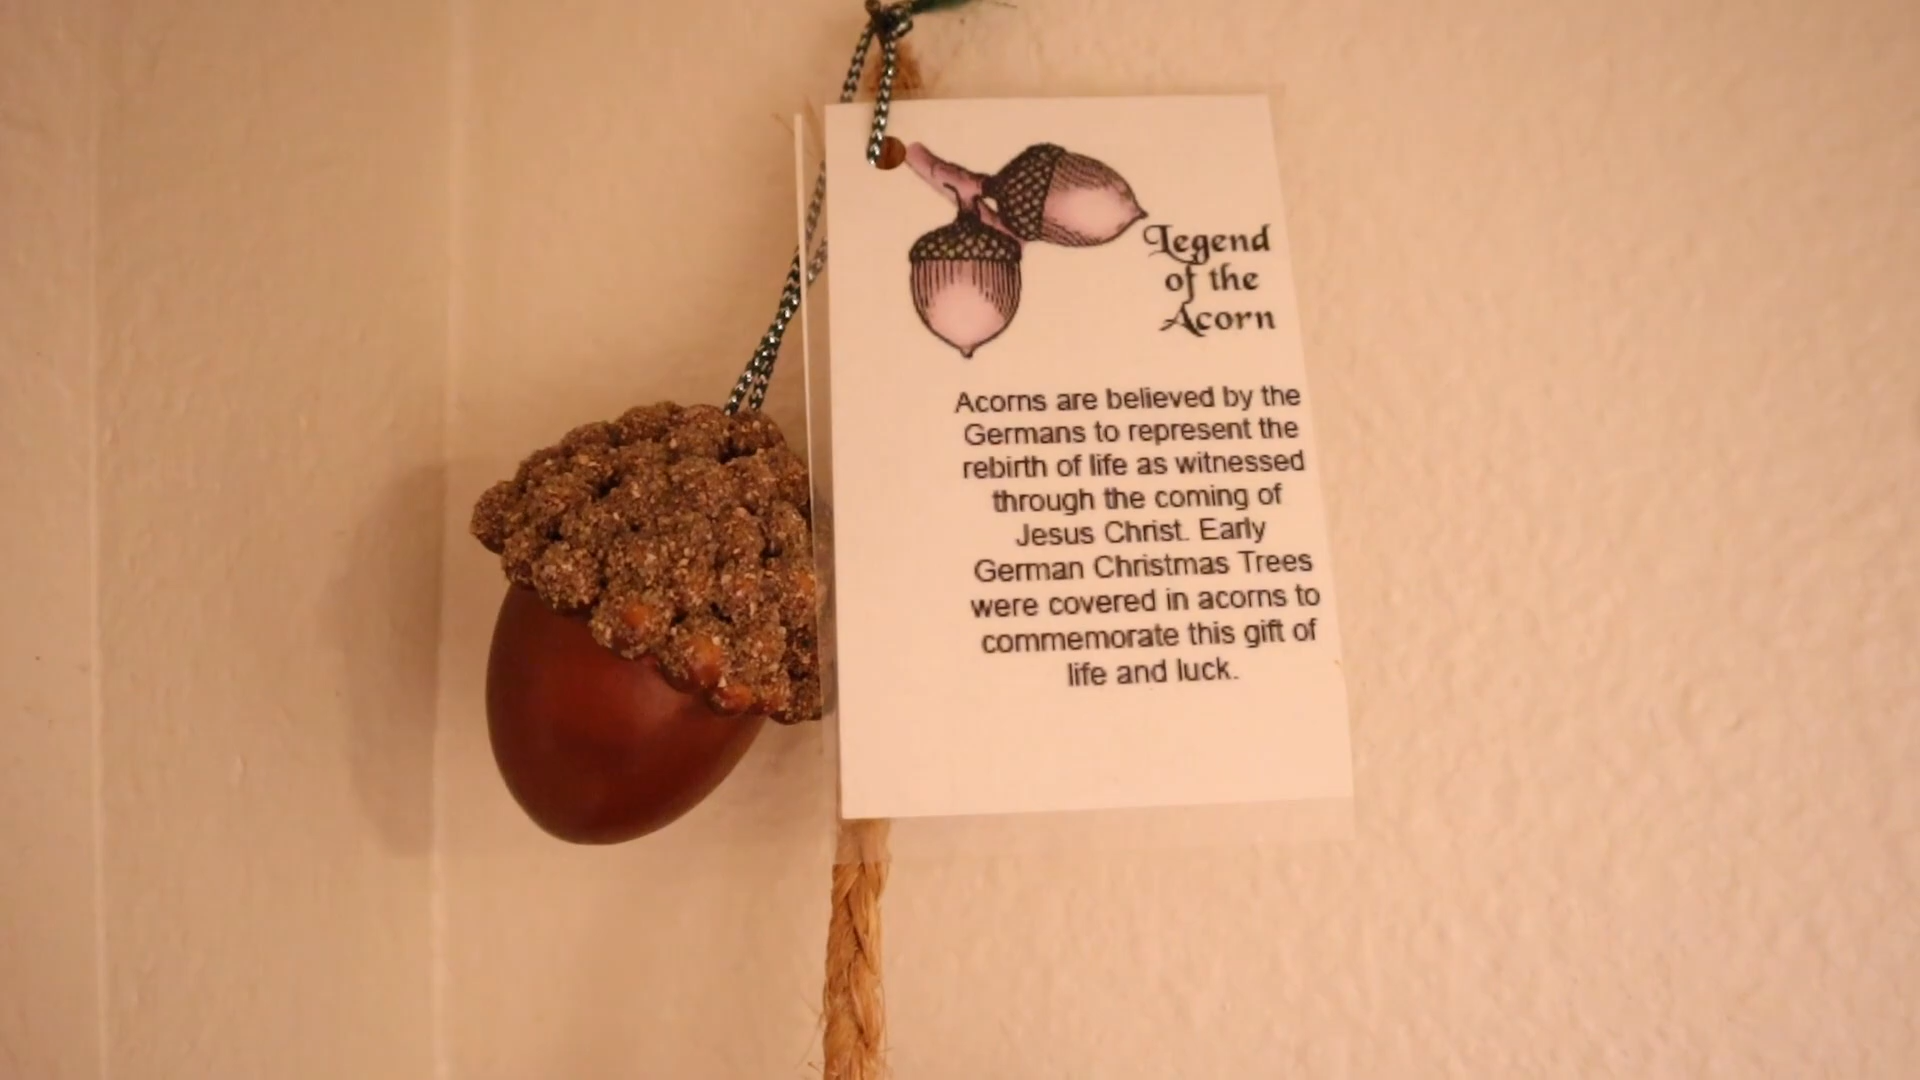 Legend
of the
Acorn
Acorns are believed by the
Germans to represent the
rebirth of life as witnessed
through the coming of
Jesus Christ. Early
German Christmas Trees
were covered in acorns to
commemorate this gift of
life and luck.